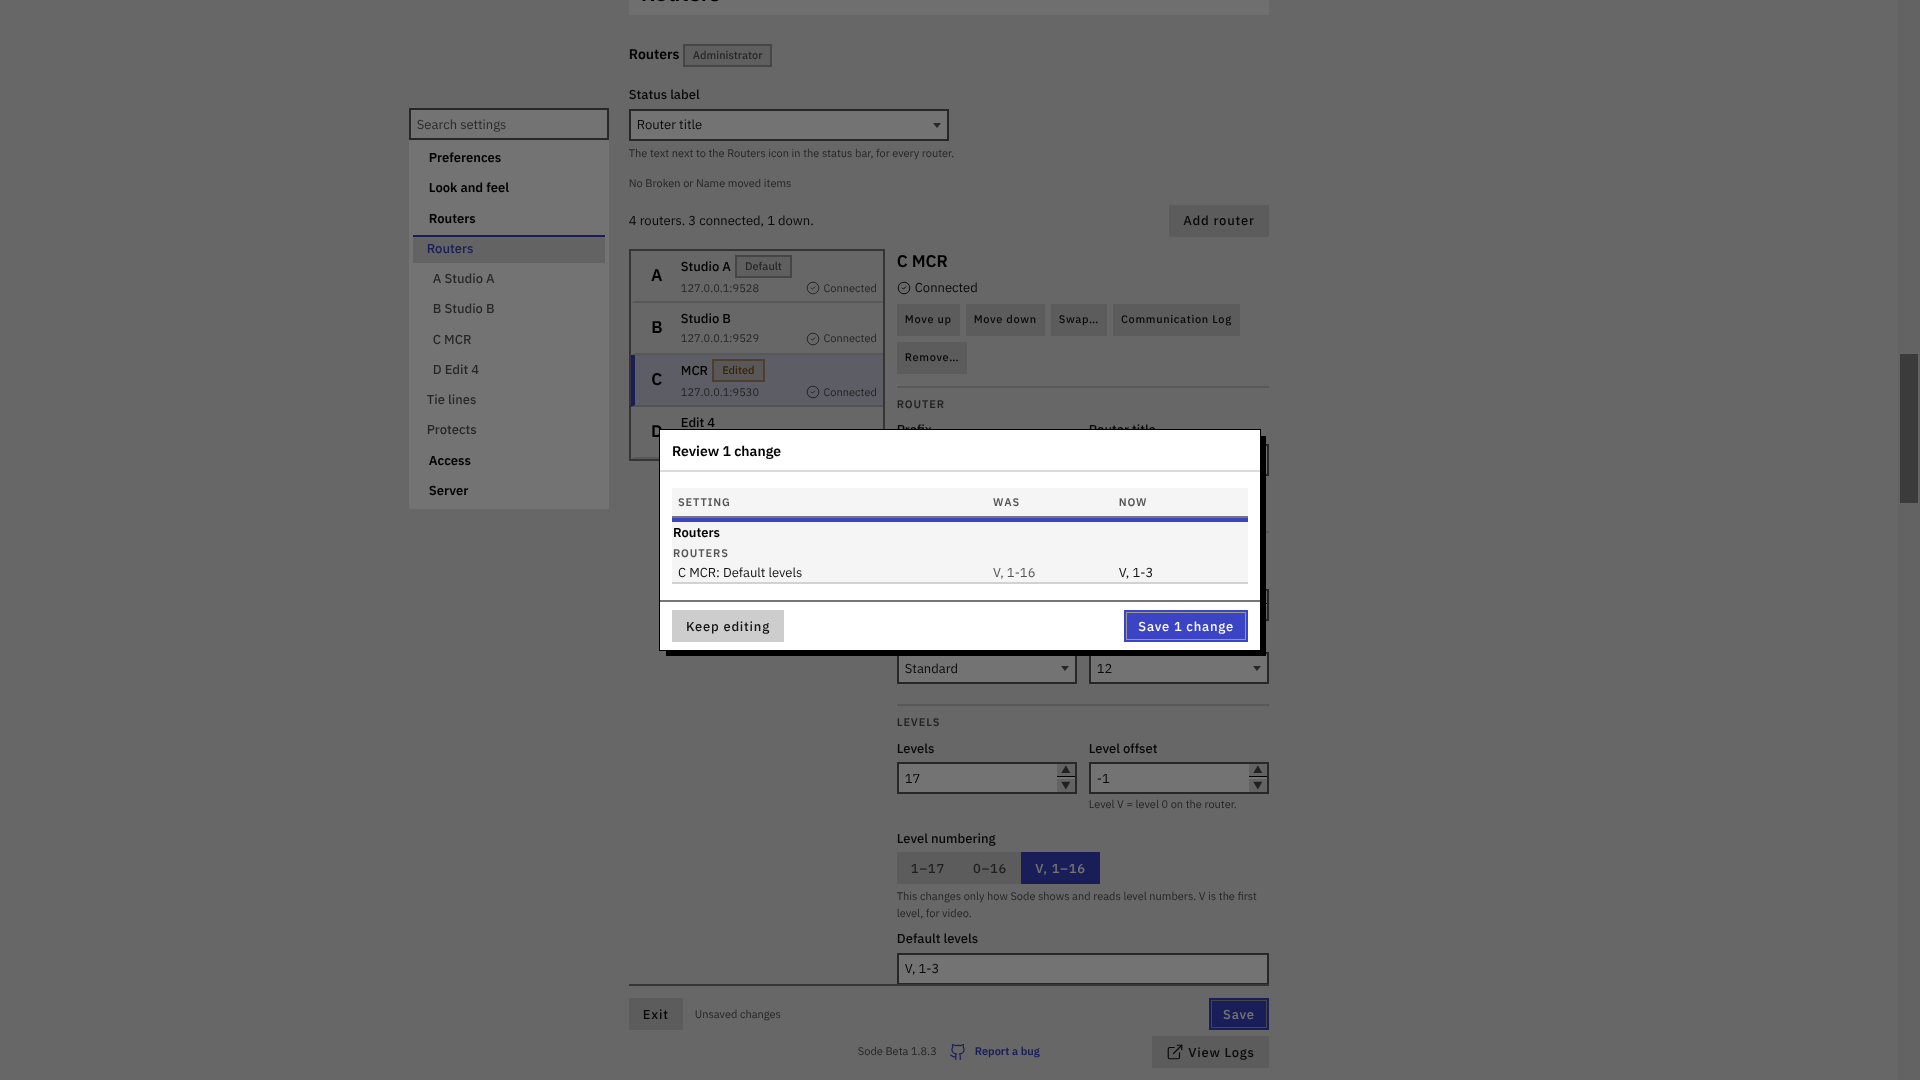 Routers Administrator
Status label
Search settings
Router title
The text next to the Routers icon in the status bar, for every router.
Preferences
Look and feel
Routers
Routers
A Studio A
B Studio B
C MCR
D Edit 4
Tie lines
Protects
Access
Server
No Broken or Name moved items
4 routers. 3 connected, 1 down.
Add router
A
Studio A Default
127.0.0.1:9528
Connected
B
Studio B
127.0.0.1:9529
Connected
C
MCR Edited
127.0.0.1:9530
Connected
D
Edit 4
C MCR
Connected
Move up
Move down
Swap...
Communication Log
Remove...
ROUTER
Review 1 change
SETTING
WAS
NOW
Routers
ROUTERS
C MCR: Default levels
V, 1-16
V, 1-3
Keep editing
Save 1 change
Standard
12
LEVELS
Levels
Level offset
17
-1
Level V = level 0 on the router.
Level numbering
1–17
0–16
V, 1–16
This changes only how Sode shows and reads level numbers. V is the first
level, for video.
Default levels
V, 1-3
Exit
Unsaved changes
Save
Sode Beta 1.8.3
Report a bug
View Logs